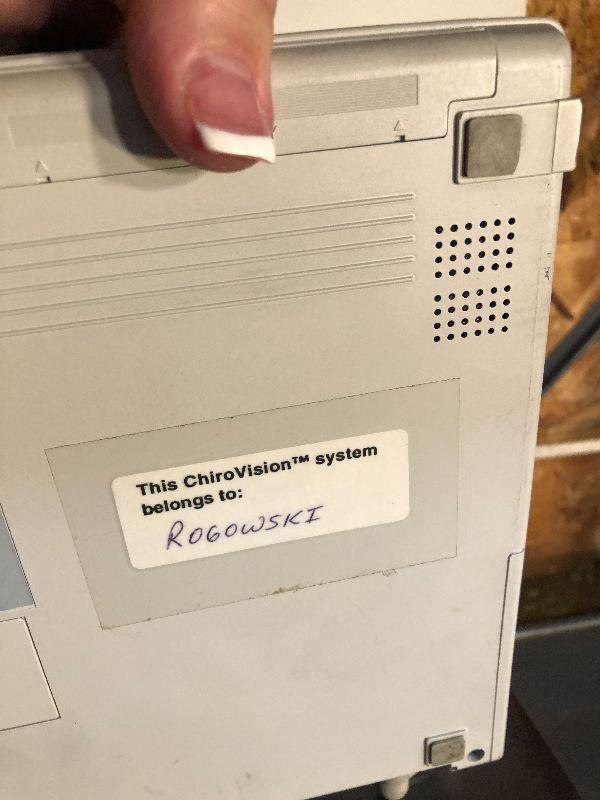 This ChiroVision™ system
belongs to:
ROGOWSKI